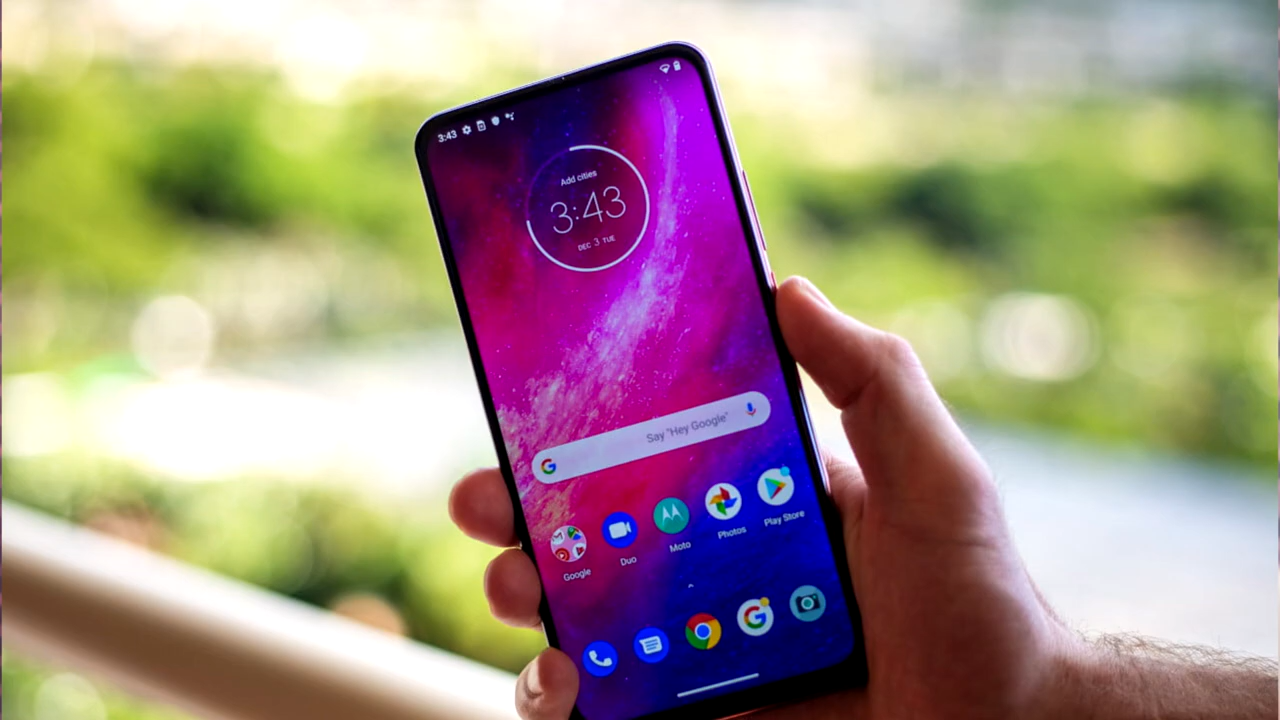 3:43
Add cities
3:43
DEC 3 TUE
G Say "Hey Google"
Google Duo Moto Photos Play Store
G